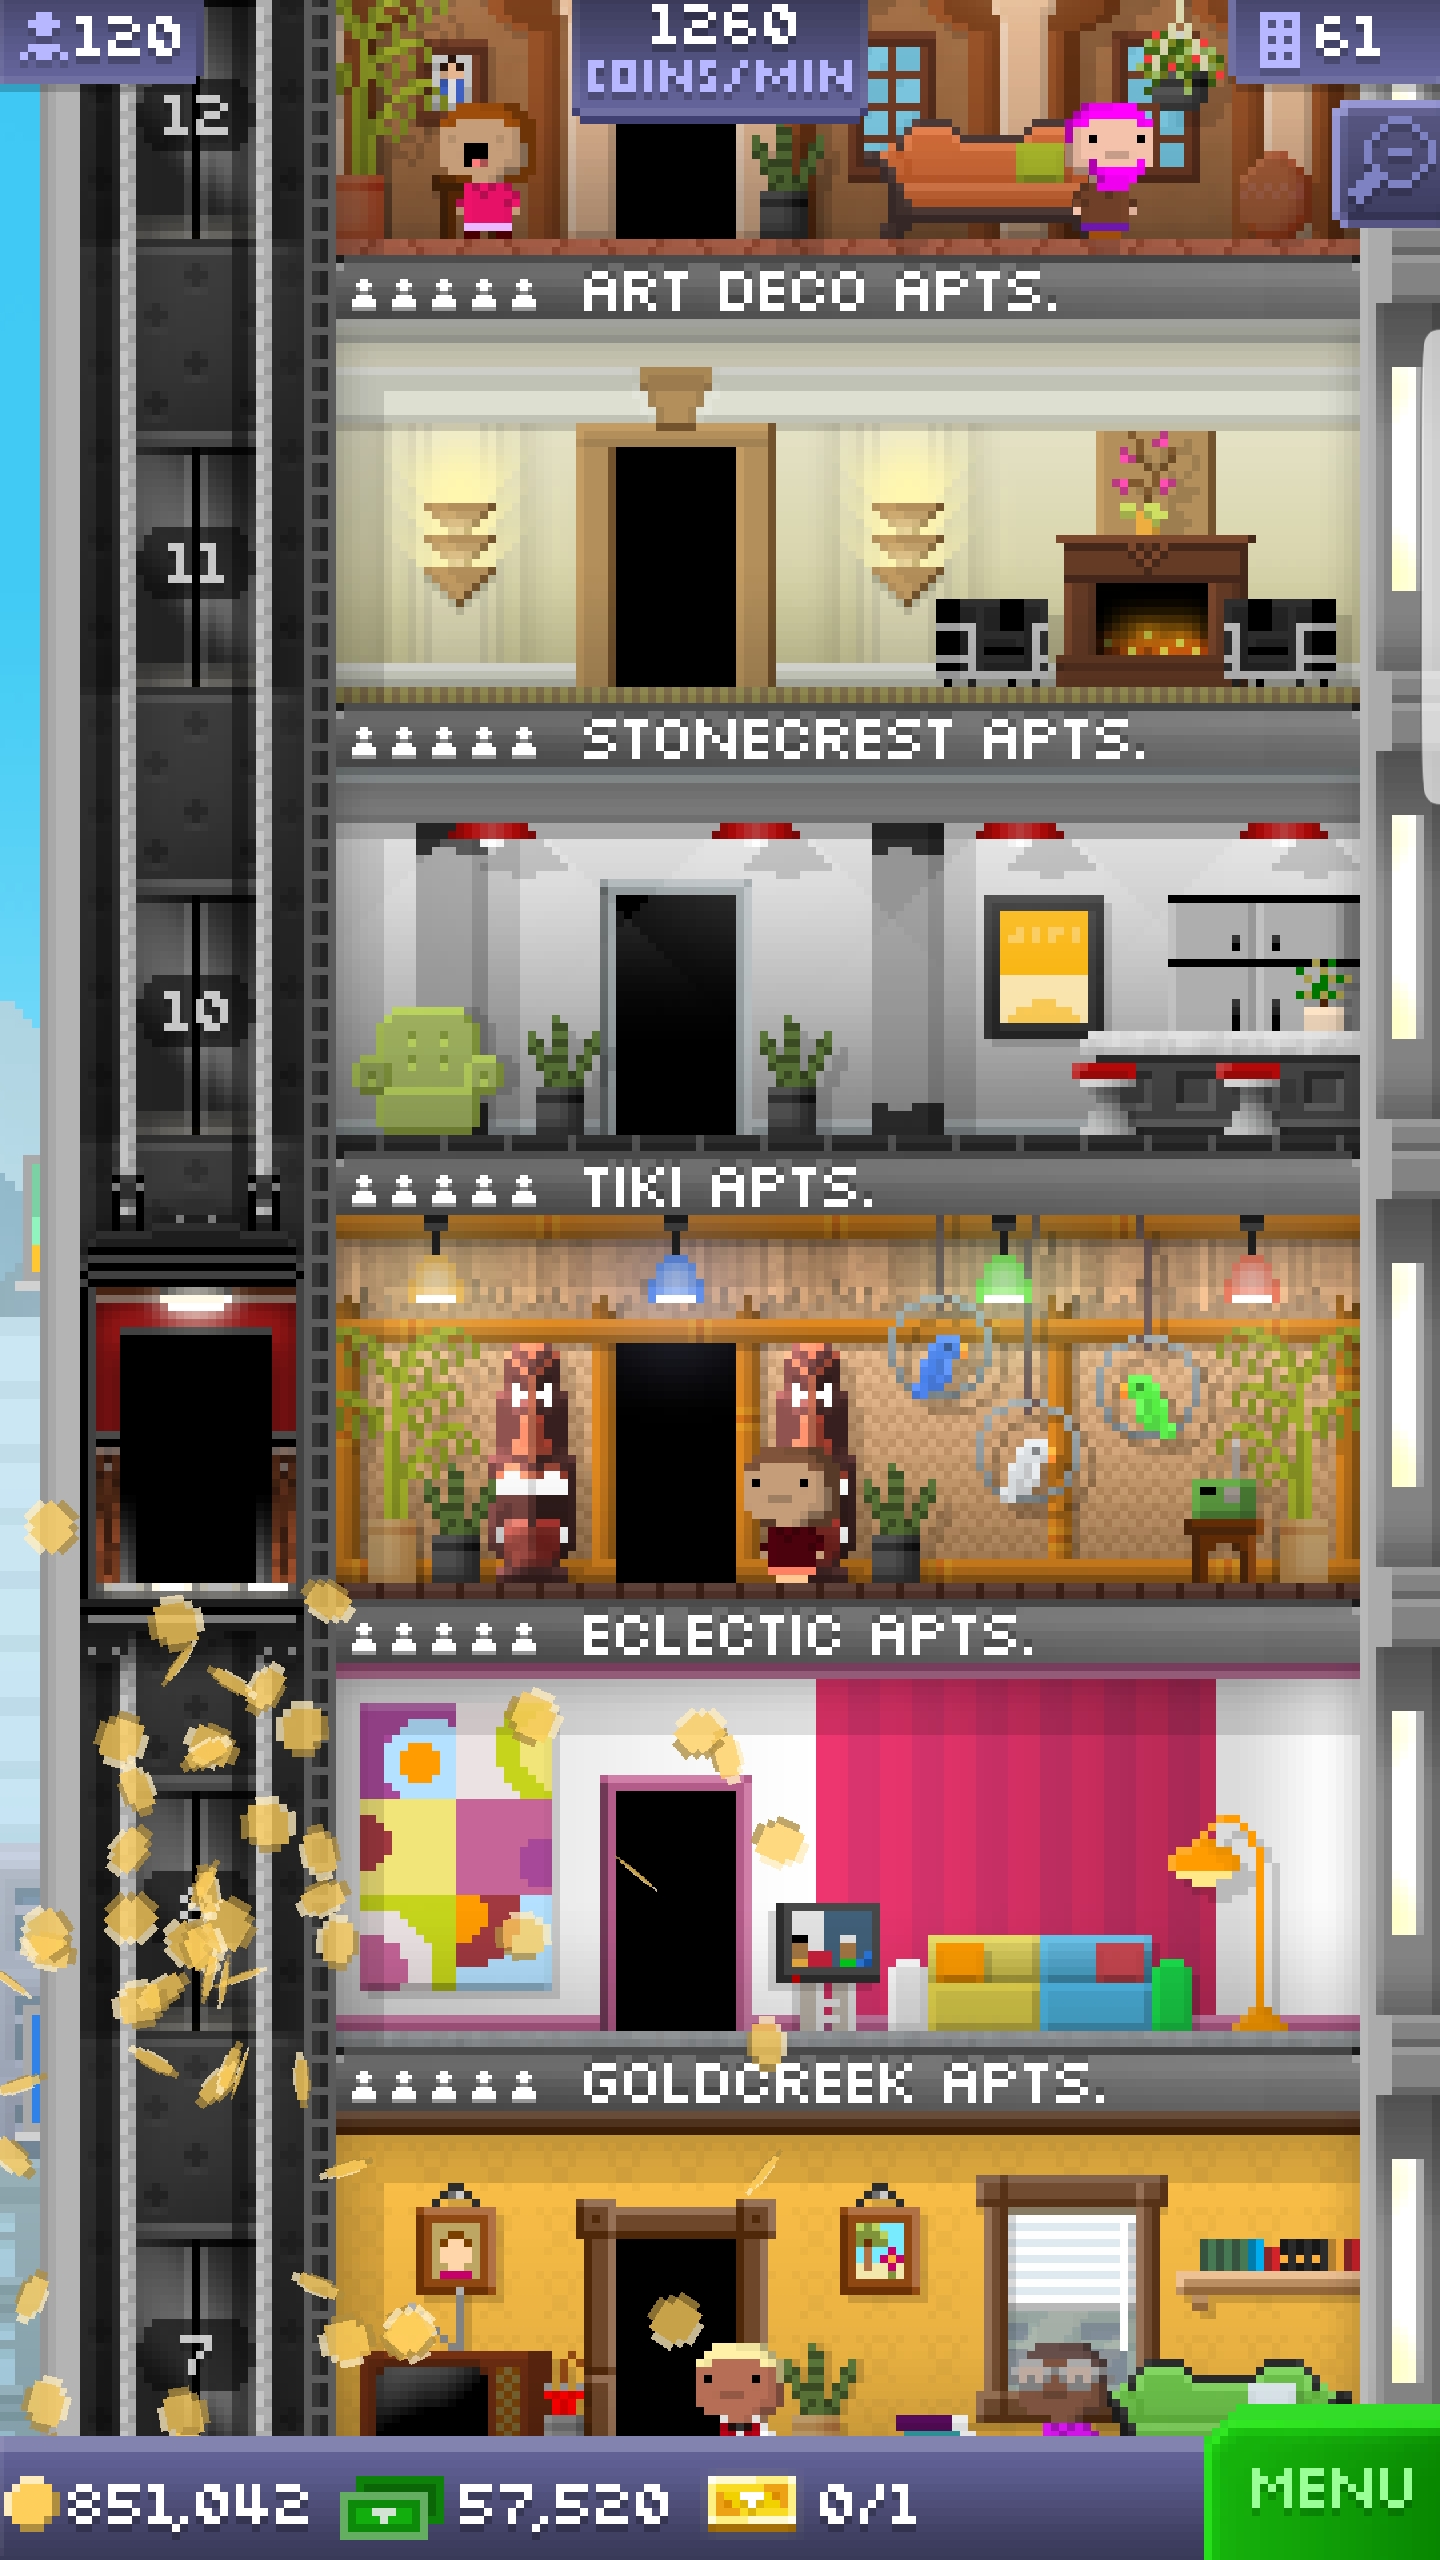 120
1260
COINS/MIN
61
12
ART DECO APTS.
11
STONECREST APTS.
10
TIKI APTS.
ECLECTIC APTS.
GOLDCREEK APTS.
7
851,042
57,520
0/1
MENU